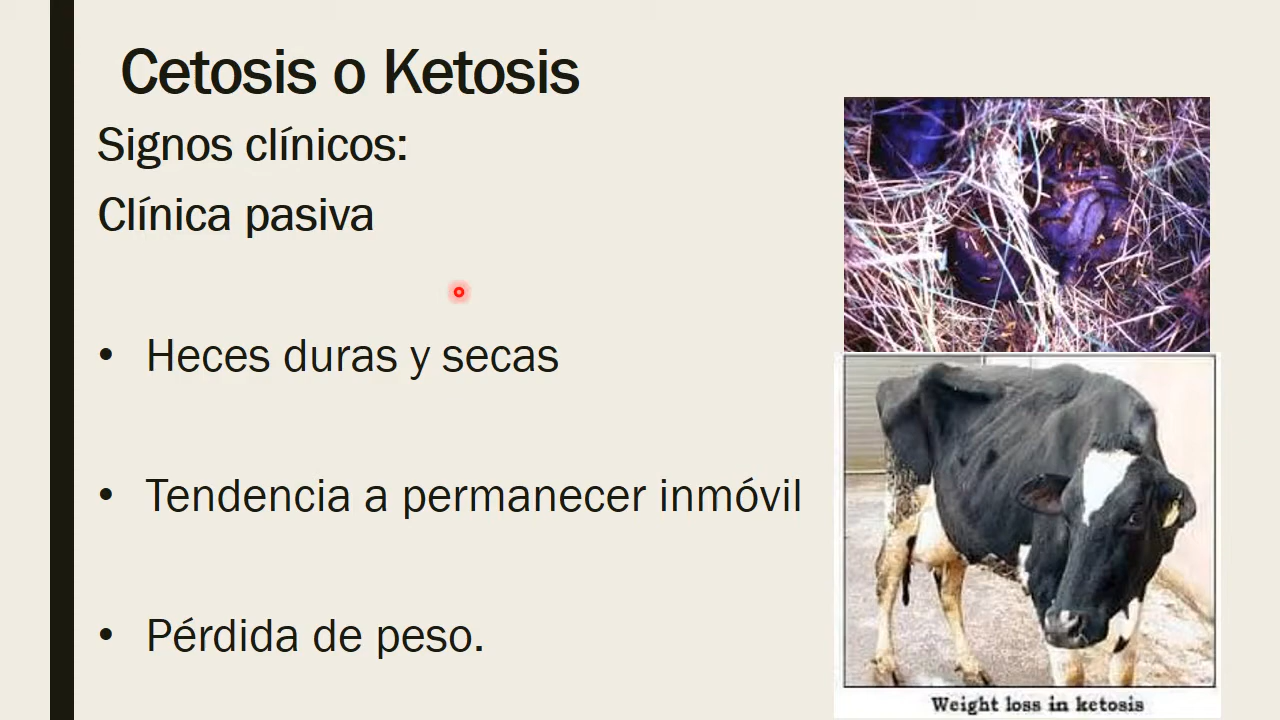 Cetosis o Ketosis
Signos clínicos:
Clínica pasiva
• Heces duras y secas
• Tendencia a permanecer inmóvil
• Pérdida de peso.
Weight loss in ketosis